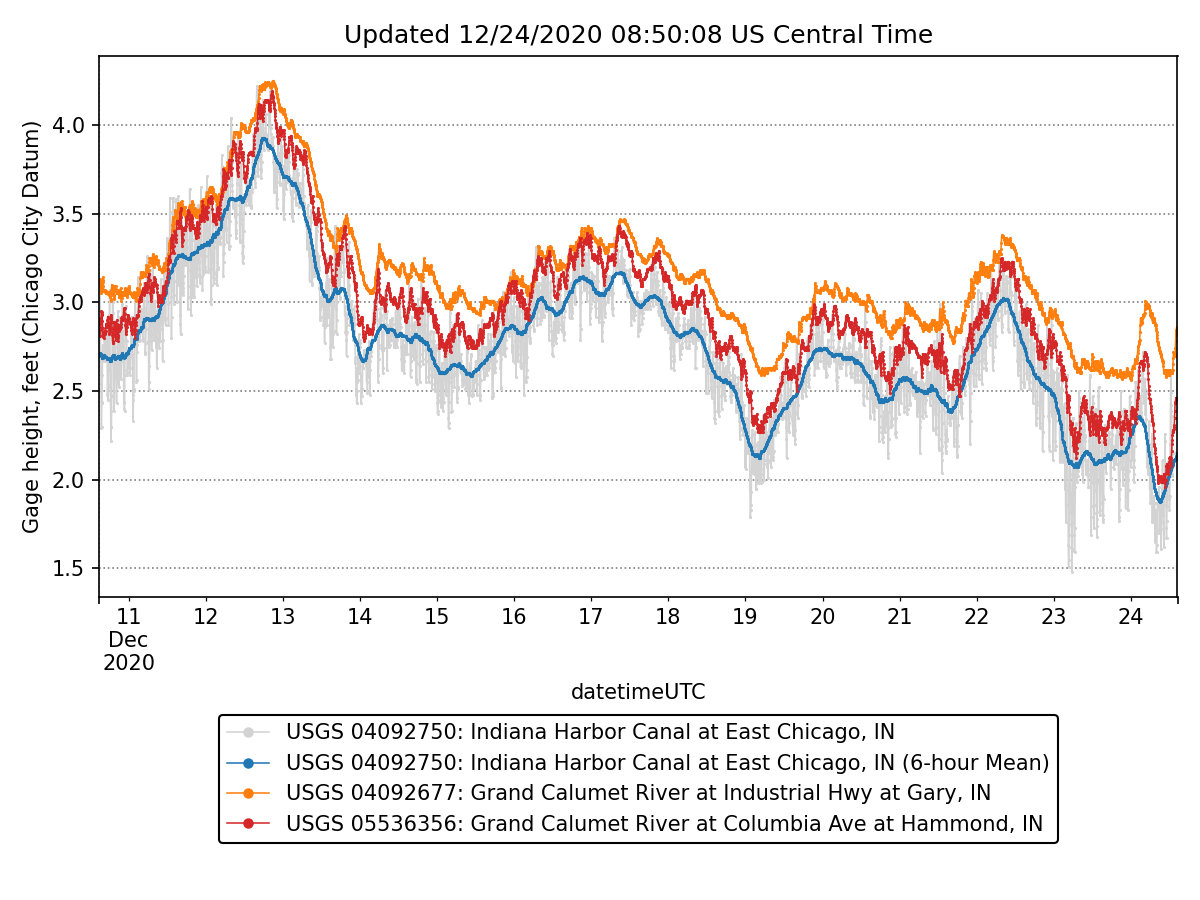 Updated 12/24/2020 08:50:08 US Central Time
Gage height, feet (Chicago City Datum)
4.0
3.5
3.0
2.5
2.0
1.5
11 12 13 14 15 16 17 18 19 20 21 22 23 24
Dec
2020
datetimeUTC
USGS 04092750: Indiana Harbor Canal at East Chicago, IN
USGS 04092750: Indiana Harbor Canal at East Chicago, IN (6-hour Mean)
USGS 04092677: Grand Calumet River at Industrial Hwy at Gary, IN
USGS 05536356: Grand Calumet River at Columbia Ave at Hammond, IN